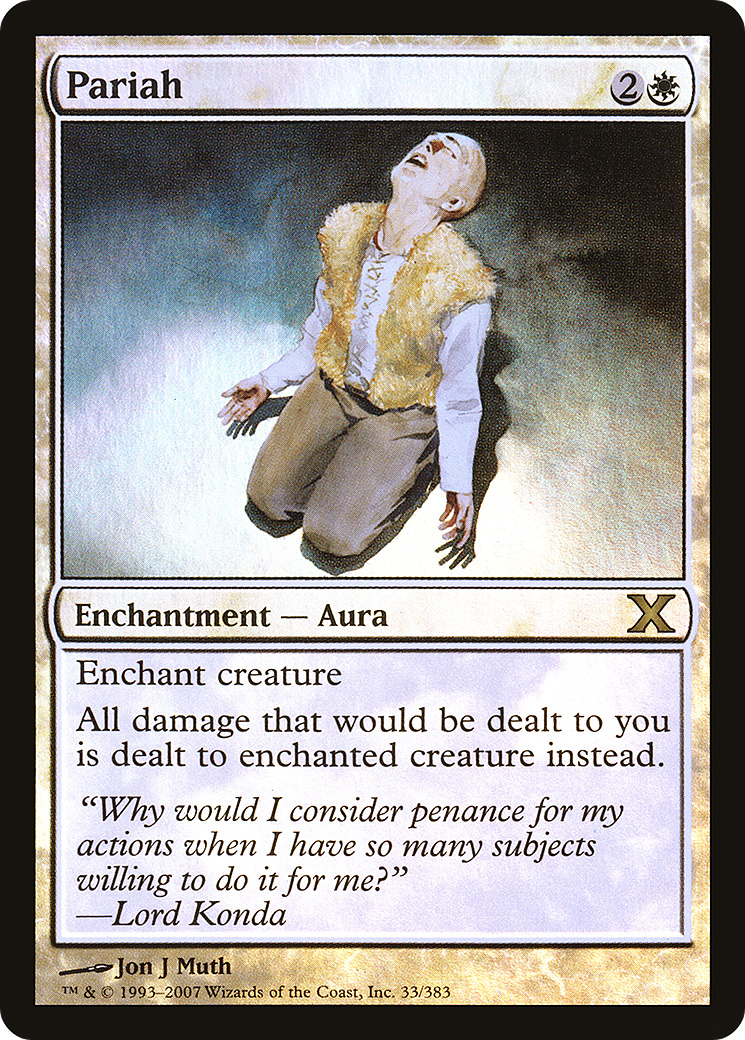 Pariah 2
Enchantment — Aura X
Enchant creature
All damage that would be dealt to you
is dealt to enchanted creature instead.
“Why would I consider penance for my
actions when I have so many subjects
willing to do it for me?”
—Lord Konda
Jon J Muth
™ & © 1993–2007 Wizards of the Coast, Inc. 33/383